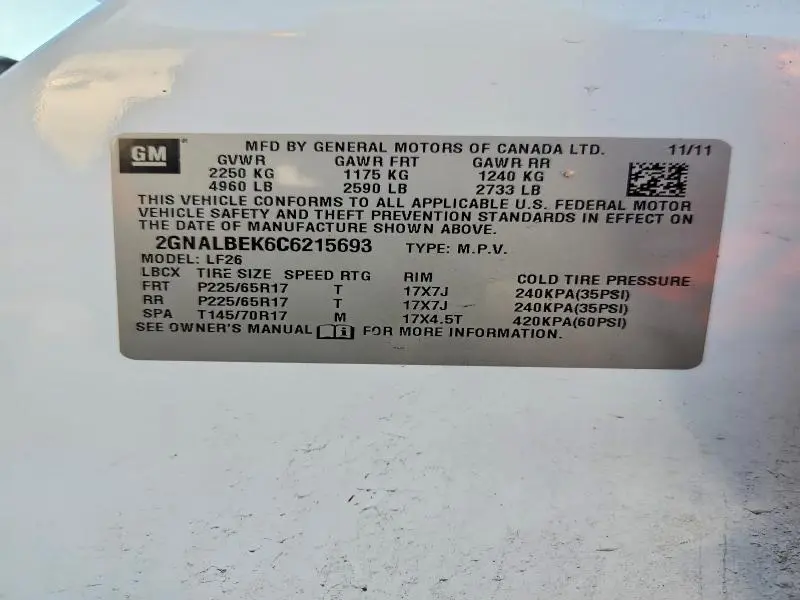 GM MFD BY GENERAL MOTORS OF CANADA LTD. 11/11
GVWR GAWR FRT GAWR RR
2250 KG 1175 KG 1240 KG
4960 LB 2590 LB 2733 LB
THIS VEHICLE CONFORMS TO ALL APPLICABLE U.S. FEDERAL MOTOR
VEHICLE SAFETY AND THEFT PREVENTION STANDARDS IN EFFECT ON
THE DATE OF MANUFACTURE SHOWN ABOVE.
2GNALBEK6C6215693 TYPE: M.P.V.
MODEL: LF26
LBCX TIRE SIZE SPEED RTG RIM COLD TIRE PRESSURE
FRT P225/65R17 T 17X7J 240KPA(35PSI)
RR P225/65R17 T 17X7J 240KPA(35PSI)
SPA T145/70R17 M 17X4.5T 420KPA(60PSI)
SEE OWNER'S MANUAL FOR MORE INFORMATION.